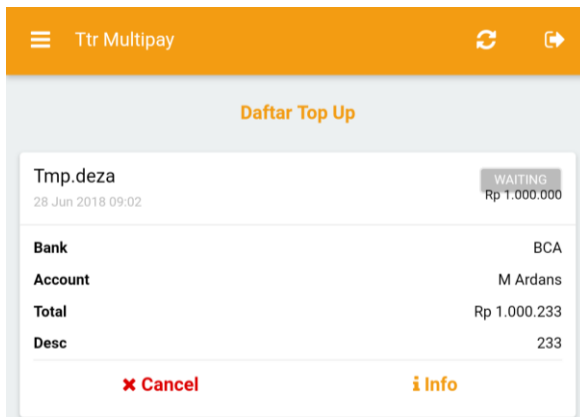 Ttr Multipay
Daftar Top Up
Tmp.deza
WAITING
28 Jun 2018 09:02
Rp 1.000.000
Bank BCA
Account M Ardans
Total Rp 1.000.233
Desc 233
Cancel Info